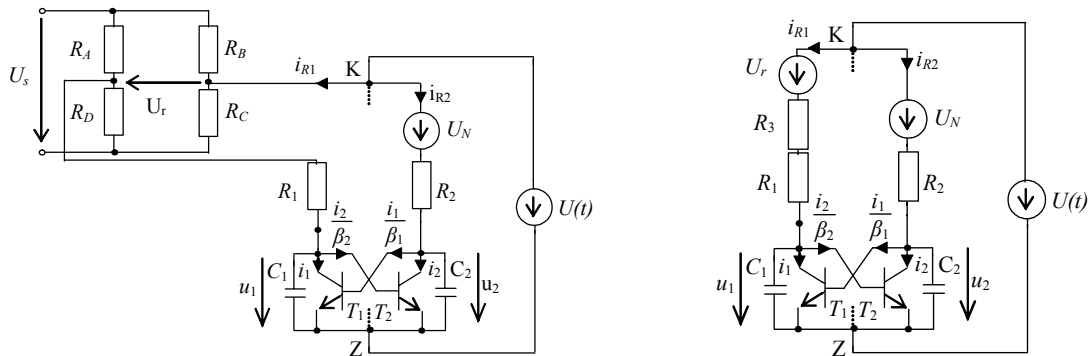 U_s
R_A
R_B
R_D
U_r
R_C
i_R1
K
i_R2
U_N
R_1
R_2
U(t)
i_2/β_2
i_1/β_1
u_1
C_1
i_1
i_2
C_2
u_2
T_1
T_2
Z
i_R1
K
U_r
i_R2
R_3
U_N
R_1
R_2
U(t)
i_2/β_2
i_1/β_1
u_1
C_1
i_1
i_2
C_2
u_2
T_1
T_2
Z